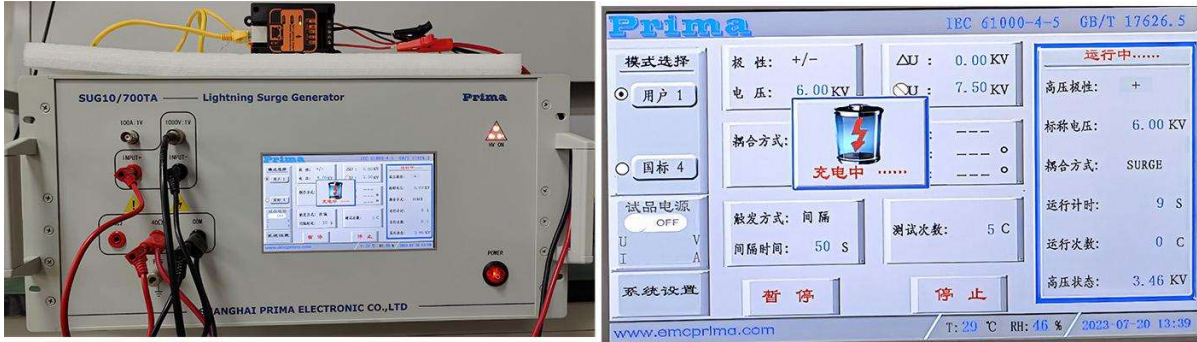 SUG10/700TA —— Lightning Surge Generator
Prima
100A:1V
1000V:1V
HV ON
INPUT+
INPUT-
COM
POWER
SHANGHAI PRIMA ELECTRONIC CO.,LTD
Prima
IEC 61000-4-5 GB/T 17626.5
模式选择
用户 1
国标 4
试品电源
OFF
U V
I A
系统设置
极 性: +/-
电 压: 6.00 KV
ΔU : 0.00 KV
U : 7.50 KV
耦合方式:
: --- °
--- °
充电中 ······
触发方式: 间 隔
间隔时间: 50 S
测试次数: 5 C
暂 停
停 止
运行中......
高压极性: +
标称电压: 6.00 KV
耦合方式: SURGE
运行计时: 9 S
运行次数: 0 C
高压状态: 3.46 KV
www.emcprima.com
T: 29 ℃ RH: 46 %
2023-07-20 13:39